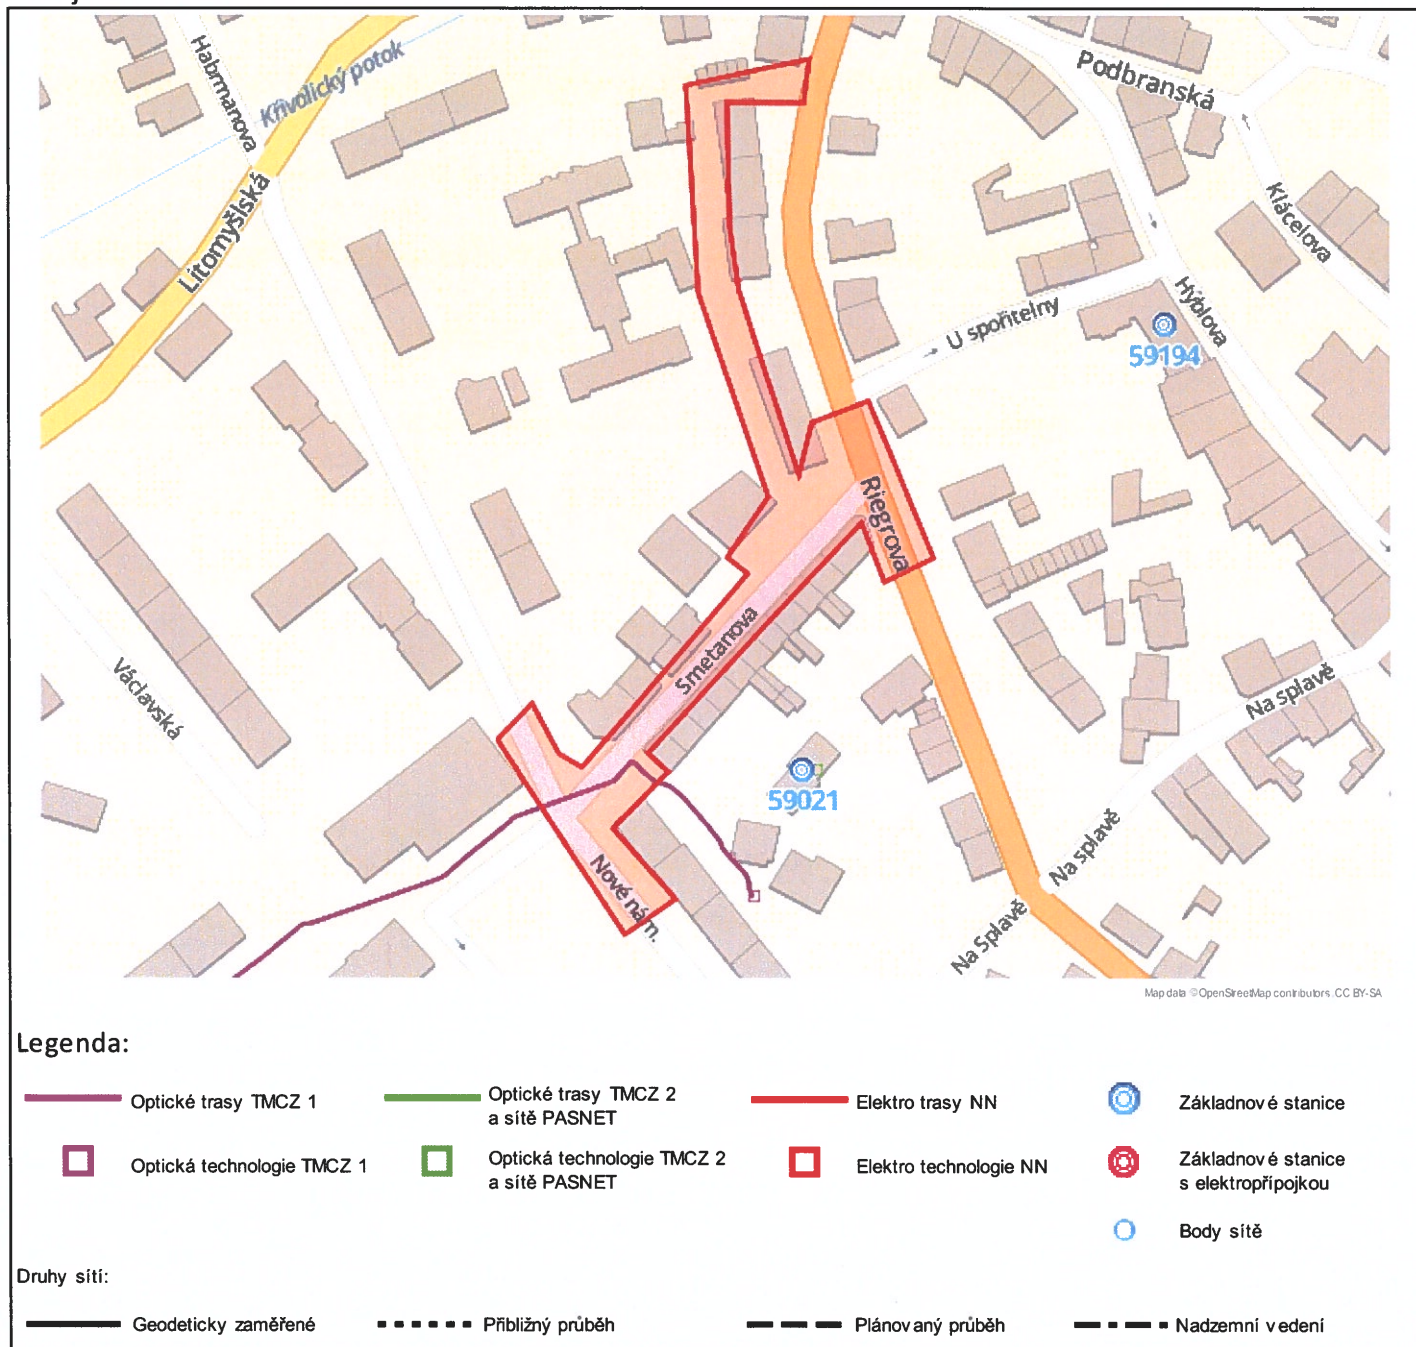 Habrmanova
Křivolický potok
Litomyšlská
Podbranská
Klácelova
Hýblova
U spořitelny
59194
Riegrova
Smetanova
Václavská
59021
Nové nám.
Na splavě
Na splavě
Na Splavě
Map data ©OpenStreetMap contributors, CC BY-SA
Legenda:
Optické trasy TMCZ 1
Optické trasy TMCZ 2
a sítě PASNET
Elektro trasy NN
Základnové stanice
Optická technologie TMCZ 1
Optická technologie TMCZ 2
a sítě PASNET
Elektro technologie NN
Základnové stanice
s elektropřípojkou
Body sítě
Druhy sítí:
Geodeticky zaměřené
Přibližný průběh
Plánovaný průběh
Nadzemní vedení